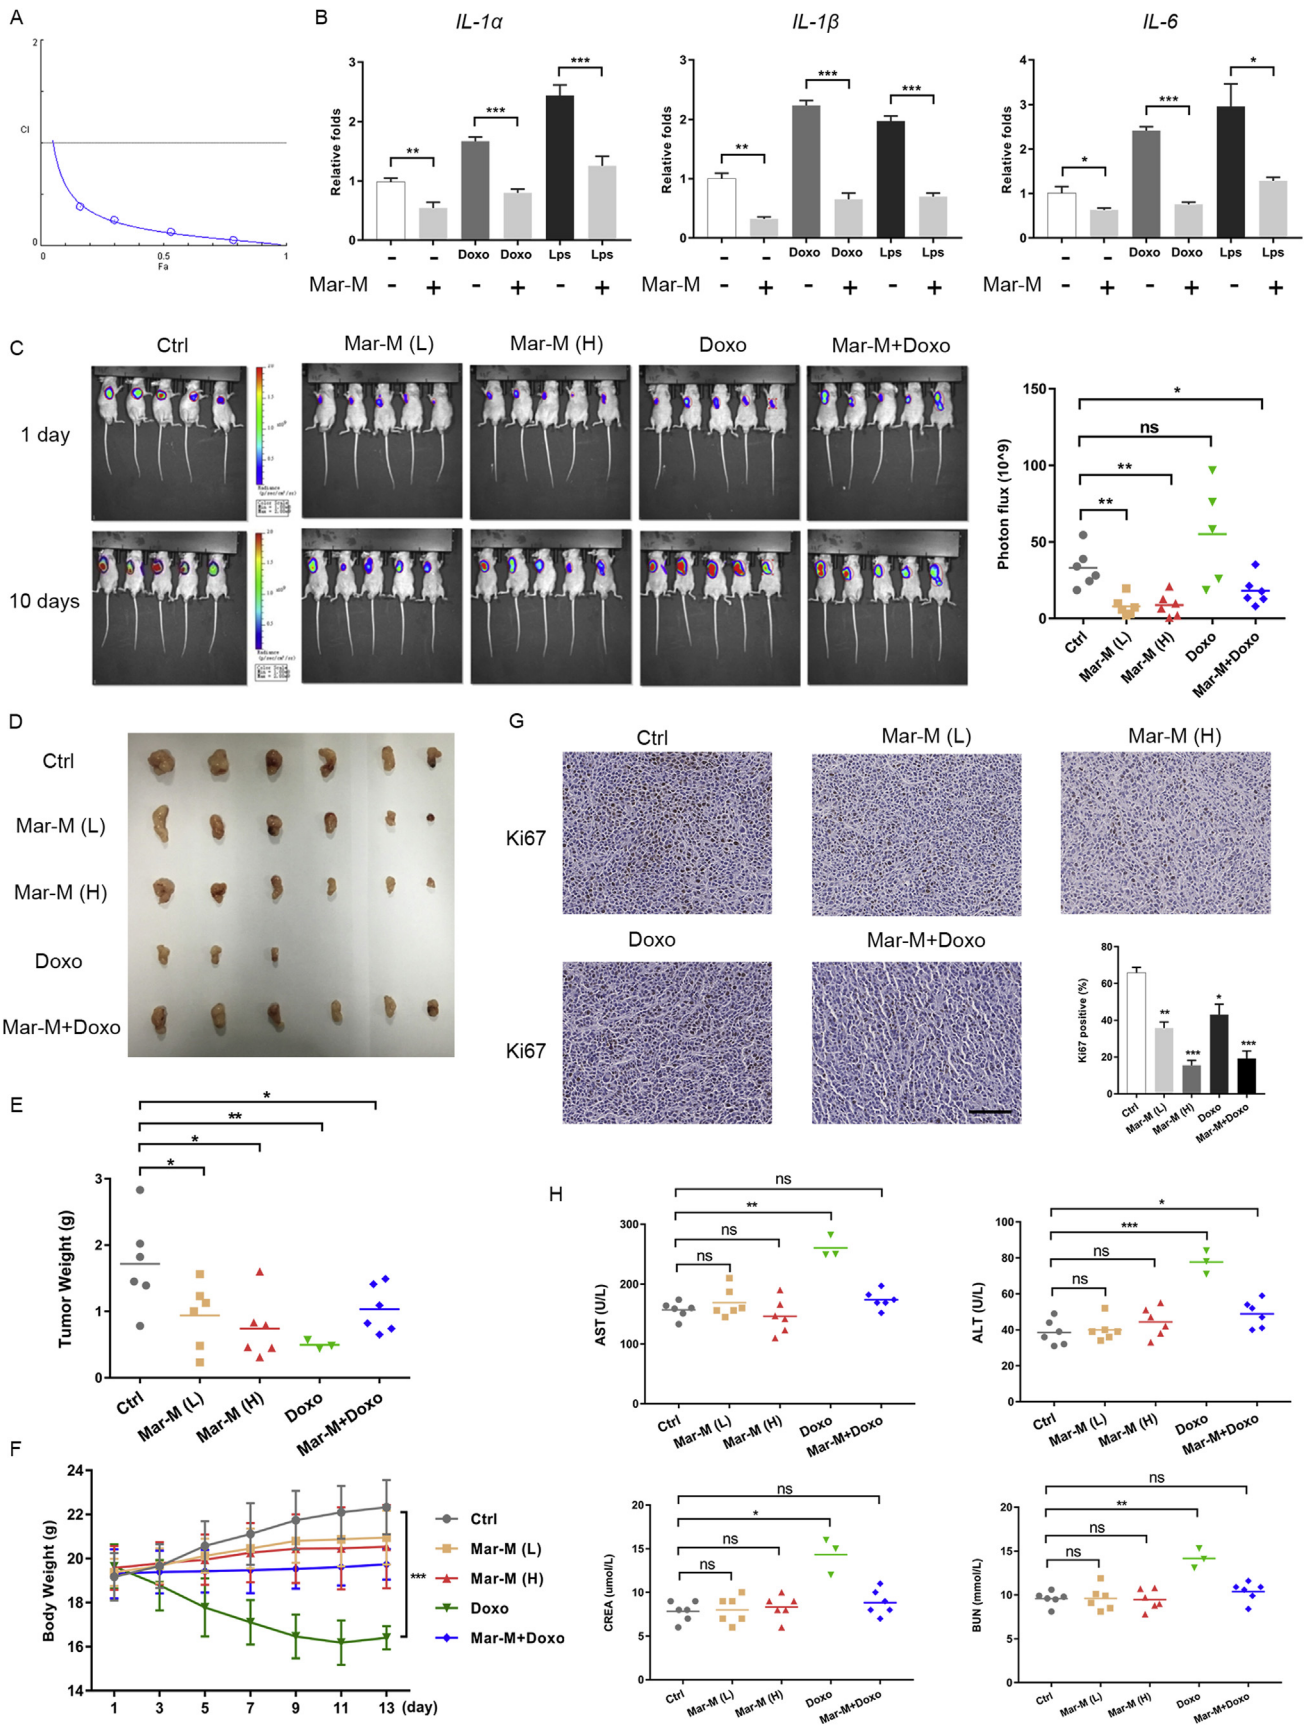 A
2
CI
0
0
0.5
1
Fa
B
IL-1α
IL-1β
IL-6
Relative folds
3
2
1
0
**
***
***
- - Doxo Doxo Lps Lps
Mar-M - + - + - +
Relative folds
3
2
1
0
**
***
***
- - Doxo Doxo Lps Lps
Mar-M - + - + - +
Relative folds
4
3
2
1
0
*
***
*
- - Doxo Doxo Lps Lps
Mar-M - + - + - +
C
Ctrl
Mar-M (L)
Mar-M (H)
Doxo
Mar-M+Doxo
1 day
10 days
Radiance
(p/sec/cm²/sr)
Radiance
(p/sec/cm²/sr)
Photon flux (10^9)
150
100
50
0
*
ns
**
**
Ctrl
Mar-M (L)
Mar-M (H)
Doxo
Mar-M+Doxo
D
Ctrl
Mar-M (L)
Mar-M (H)
Doxo
Mar-M+Doxo
G
Ctrl
Mar-M (L)
Mar-M (H)
Ki67
Doxo
Mar-M+Doxo
Ki67
Ki67 positive (%)
80
60
40
20
0
**
***
*
***
Ctrl
Mar-M (L)
Mar-M (H)
Doxo
Mar-M+Doxo
E
*
**
*
*
Tumor Weight (g)
3
2
1
0
Ctrl
Mar-M (L)
Mar-M (H)
Doxo
Mar-M+Doxo
F
Body Weight (g)
24
22
20
18
16
14
1 3 5 7 9 11 13 (day)
***
Ctrl
Mar-M (L)
Mar-M (H)
Doxo
Mar-M+Doxo
H
ns
**
ns
ns
AST (U/L)
300
200
100
0
Ctrl
Mar-M (L)
Mar-M (H)
Doxo
Mar-M+Doxo
*
***
ns
ns
ALT (U/L)
100
80
60
40
20
0
Ctrl
Mar-M (L)
Mar-M (H)
Doxo
Mar-M+Doxo
ns
*
ns
ns
CREA (umol/L)
20
15
10
5
0
Ctrl
Mar-M (L)
Mar-M (H)
Doxo
Mar-M+Doxo
ns
**
ns
ns
BUN (mmol/L)
20
15
10
5
0
Ctrl
Mar-M (L)
Mar-M (H)
Doxo
Mar-M+Doxo